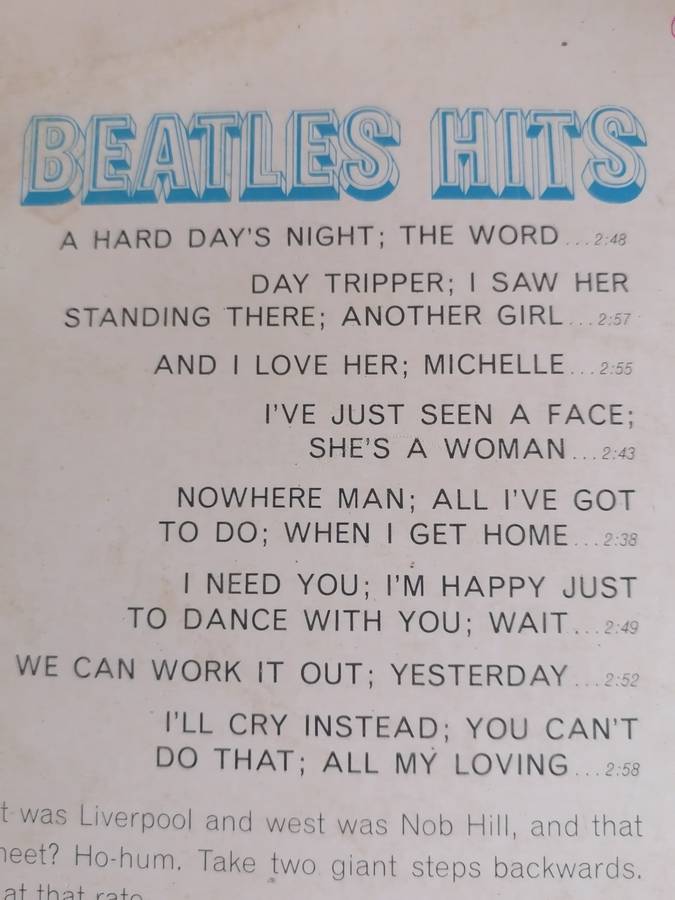 BEATLES HITS
A HARD DAY'S NIGHT; THE WORD...2:48
DAY TRIPPER; I SAW HER
STANDING THERE; ANOTHER GIRL...2:57
AND I LOVE HER; MICHELLE...2:55
I'VE JUST SEEN A FACE;
SHE'S A WOMAN...2:43
NOWHERE MAN; ALL I'VE GOT
TO DO; WHEN I GET HOME...2:38
I NEED YOU; I'M HAPPY JUST
TO DANCE WITH YOU; WAIT...2:49
WE CAN WORK IT OUT; YESTERDAY...2:52
I'LL CRY INSTEAD; YOU CAN'T
DO THAT; ALL MY LOVING...2:58
was Liverpool and west was Nob Hill, and that
Ho-hum. Take two giant steps backwards.
at that rate